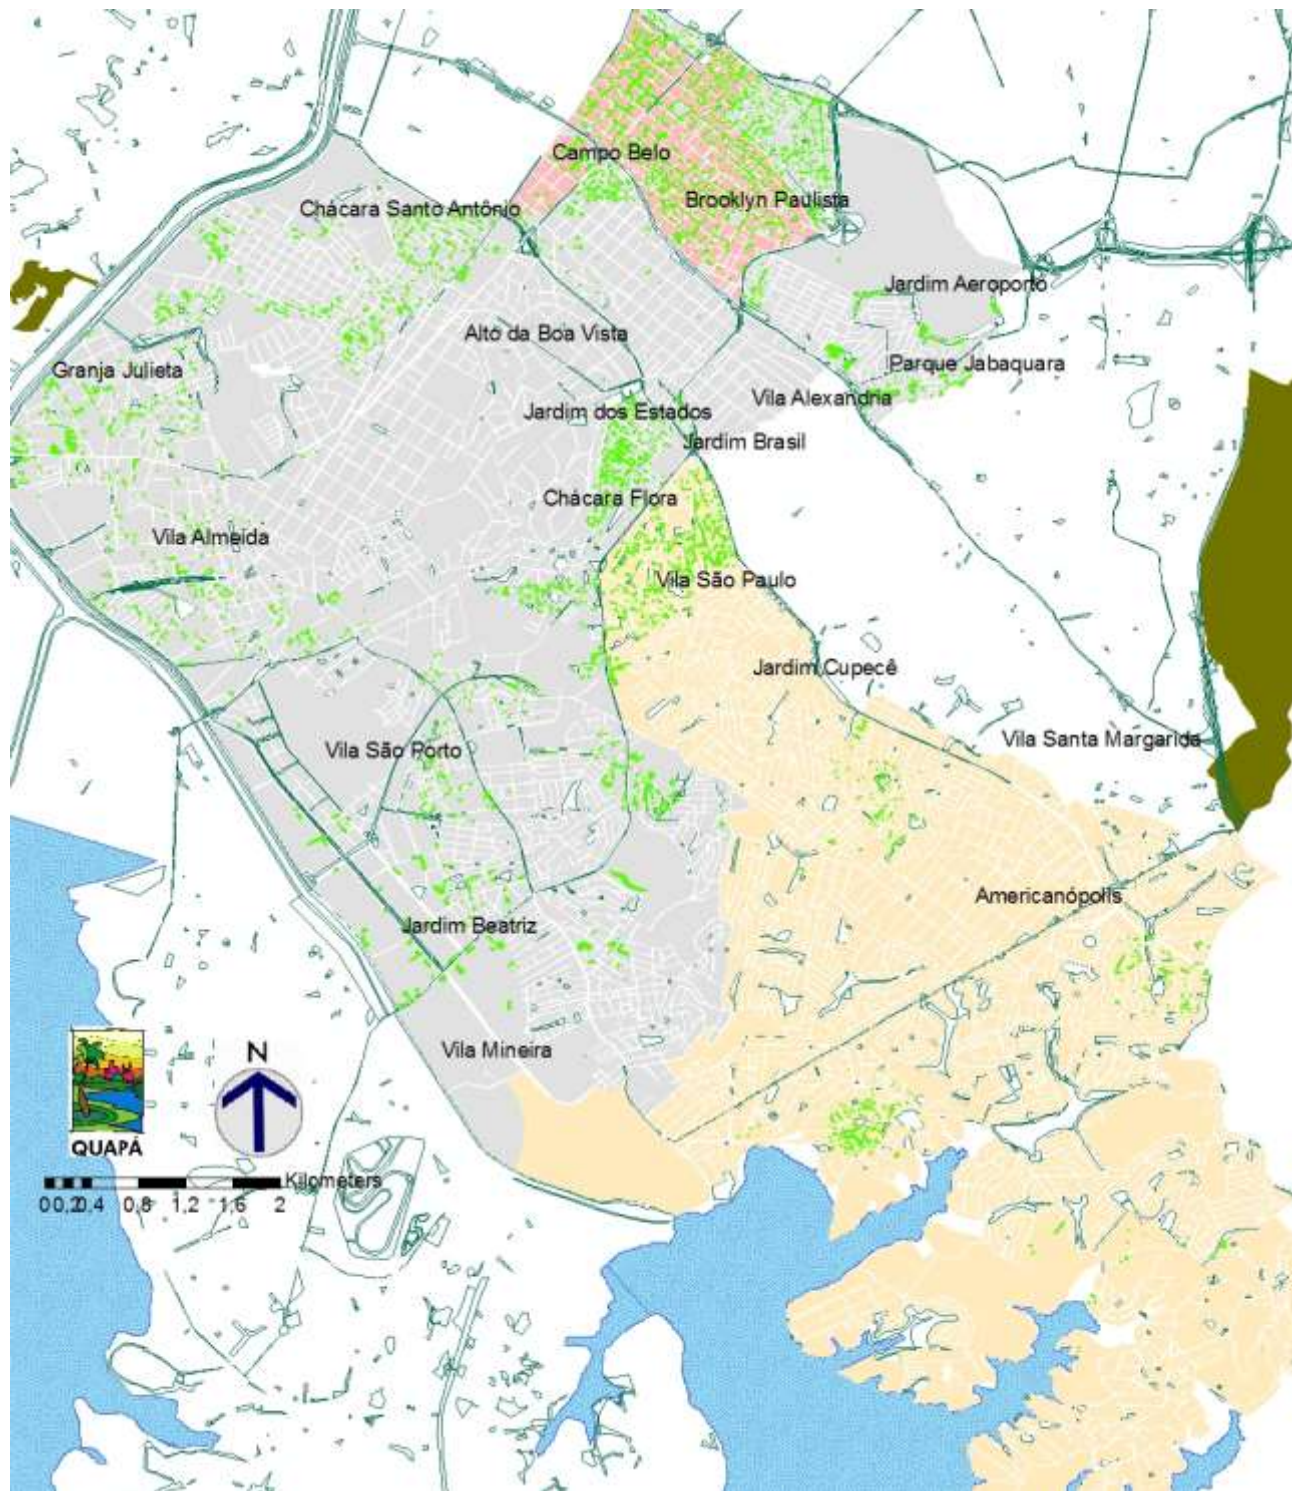 Campo Belo
Brooklyn Paulista
Chácara Santo Antônio
Jardim Aeroporto
Alto da Boa Vista
Parque Jabaquara
Granja Julieta
Vila Alexandria
Jardim dos Estados
Jardim Brasil
Chácara Flora
Vila Almeida
Vila São Paulo
Jardim Cupecê
Vila Santa Margarida
Vila São Porto
Americanópolis
Jardim Beatriz
Vila Mineira
N
QUAPÁ
Kilometers
0 0,2 0,4 0,8 1,2 1,6 2